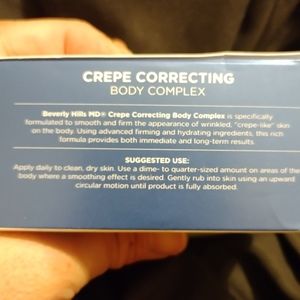 CREPE CORRECTING
BODY COMPLEX
Beverly Hills MD® Crepe Correcting Body Complex is specifically
formulated to smooth and firm the appearance of wrinkled, "crepe-like" skin
on the body. Using advanced firming and hydrating ingredients, this rich
formula provides both immediate and long-term results.
SUGGESTED USE:
Apply daily to clean, dry skin. Use a dime- to quarter-sized amount on areas of the
body where a smoothing effect is desired. Gently rub into skin using an upward
circular motion until product is fully absorbed.